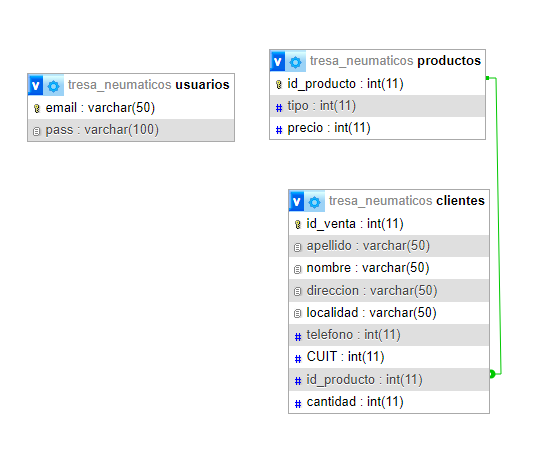 v tresa_neumaticos usuarios
email : varchar(50)
pass : varchar(100)
v tresa_neumaticos productos
id_producto : int(11)
# tipo : int(11)
# precio : int(11)
v tresa_neumaticos clientes
id_venta : int(11)
apellido : varchar(50)
nombre : varchar(50)
direccion : varchar(50)
localidad : varchar(50)
# telefono : int(11)
# CUIT : int(11)
# id_producto : int(11)
# cantidad : int(11)